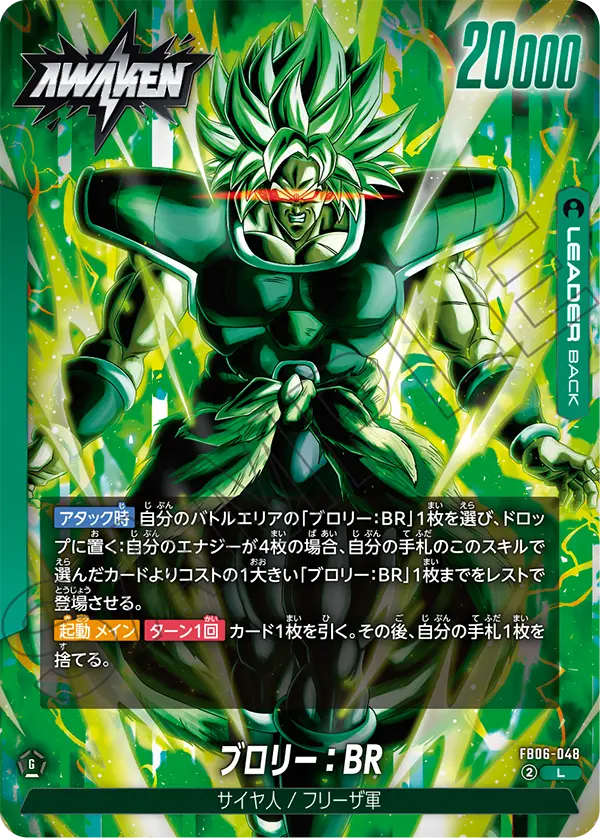 AWAKEN
20000
LEADER BACK
アタック時 自分のバトルエリアの「ブロリー：BR」1枚を選び、ドロッ
プに置く：自分のエナジーが4枚の場合、自分の手札のこのスキルで
選んだカードよりコストの1大きい「ブロリー：BR」1枚までをレストで
登場させる。
起動メイン ターン1回 カード1枚を引く。その後、自分の手札1枚を
捨てる。
G
ブロリー：BR
FB06-048
② L
サイヤ人 / フリーザ軍
SAMPLE